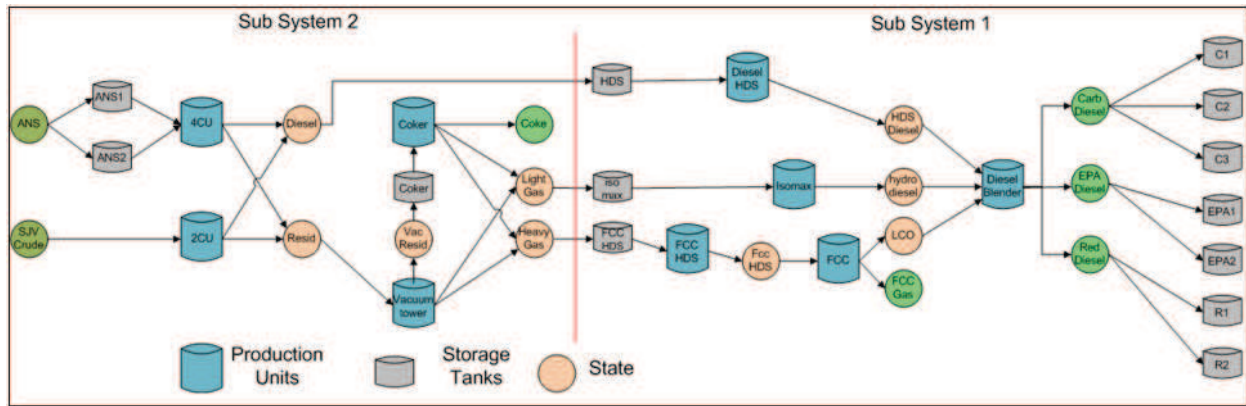 Sub System 2
Sub System 1
ANS
ANS1
ANS2
4CU
Diesel
Coker
Coke
SJV
Crude
2CU
Resid
Coker
Vac
Resid
Vacuum
tower
Light
Gas
Heavy
Gas
HDS
Diesel
HDS
HDS
Diesel
iso
max
Isomax
hydro
diesel
FCC
HDS
FCC
HDS
Fcc
HDS
FCC
LCO
FCC
Gas
Diesel
Blender
Carb
Diesel
EPA
Diesel
Red
Diesel
C1
C2
C3
EPA1
EPA2
R1
R2
Production
Units
Storage
Tanks
State